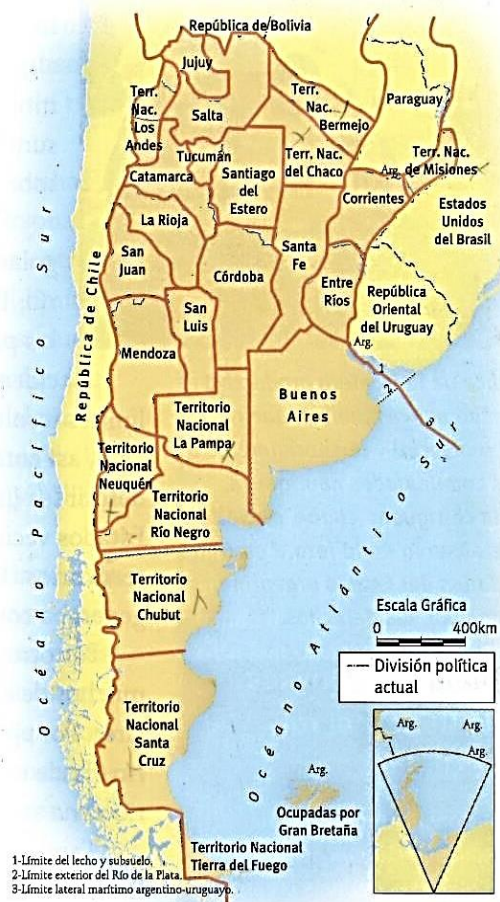 República de Bolivia
Jujuy
Terr.
Nac.
Los
Andes
Salta
Terr.
Nac.
Bermejo
Paraguay
Tucumán
Catamarca
Santiago
del
Estero
Terr. Nac.
del Chaco
Arg.
Terr. Nac.
de Misiones
Corrientes
Estados
Unidos
del Brasil
La Rioja
San
Juan
Córdoba
Santa
Fe
Entre
Ríos
República
Oriental
del Uruguay
Arg.
San
Luis
Mendoza
República de Chile
Océano Pacífico Sur
1
2
3
Buenos
Aires
Territorio
Nacional
La Pampa
Territorio
Nacional
Neuquén
Territorio
Nacional
Río Negro
Océano Atlántico Sur
Territorio
Nacional
Chubut
Escala Gráfica
0 400km
División política
actual
Territorio
Nacional
Santa
Cruz
Arg.
Ocupadas por
Gran Bretaña
Arg.
Arg.
Arg.
Territorio Nacional
Tierra del Fuego
1-Límite del lecho y subsuelo.
2-Límite exterior del Río de la Plata.
3-Límite lateral marítimo argentino-uruguayo.